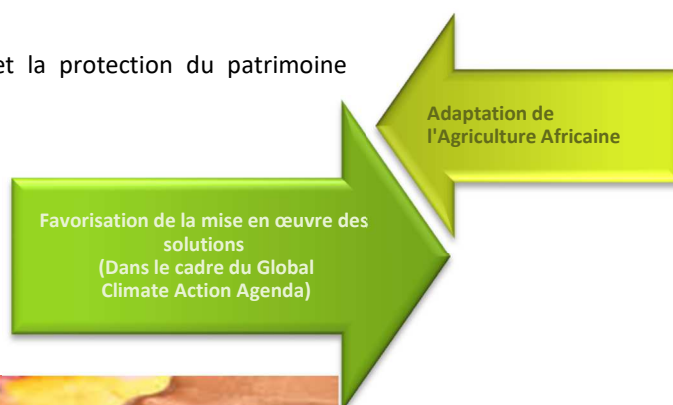 et la protection du patrimoine
Adaptation de
l'Agriculture Africaine
Favorisation de la mise en œuvre des
solutions
(Dans le cadre du Global
Climate Action Agenda)